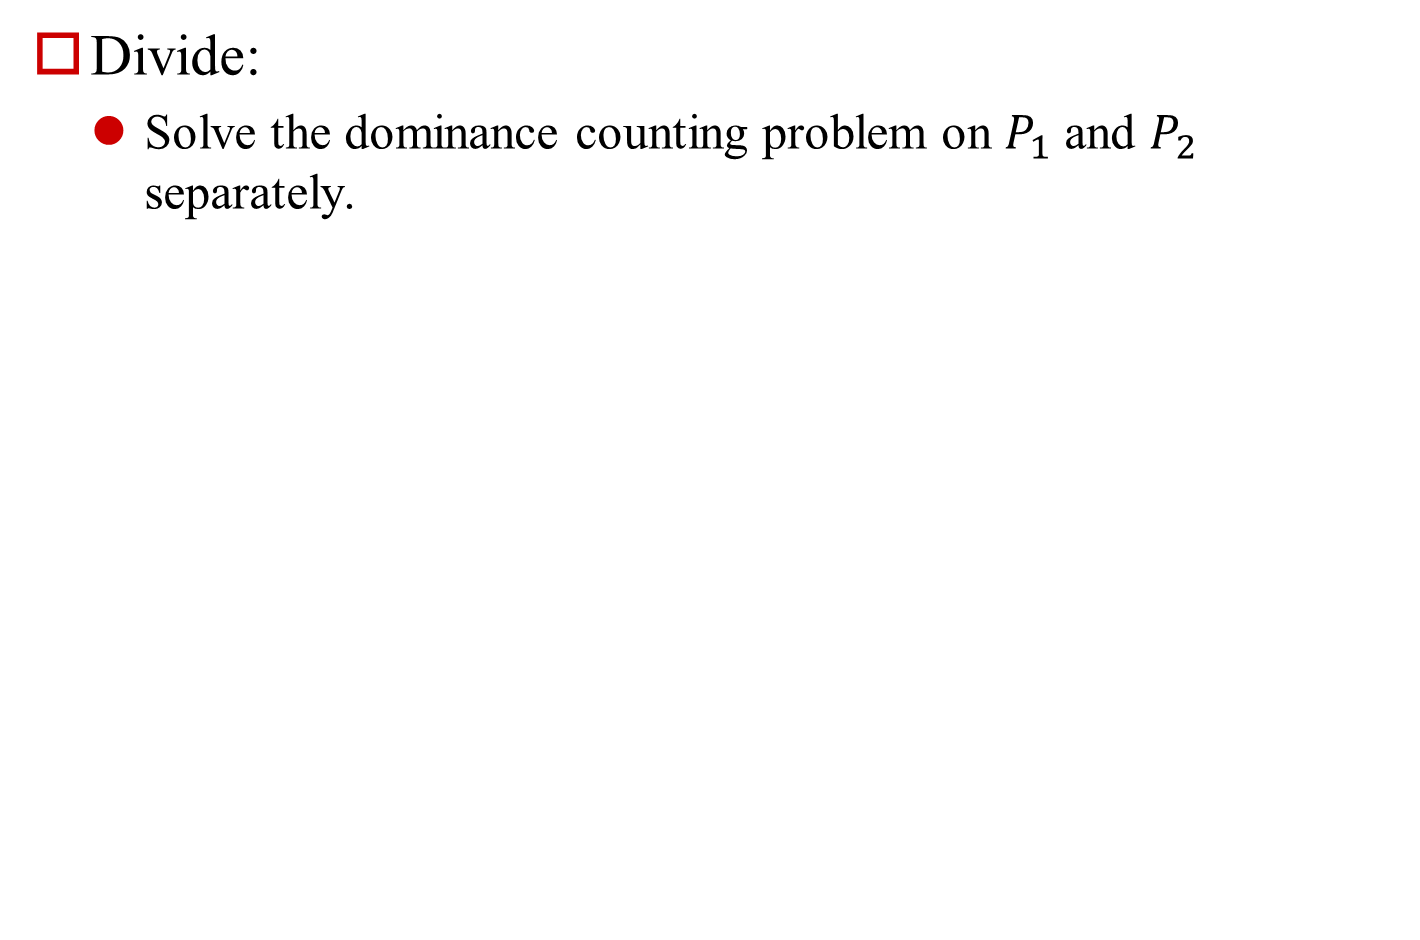 Divide:
Solve the dominance counting problem on P₁ and P₂
separately.